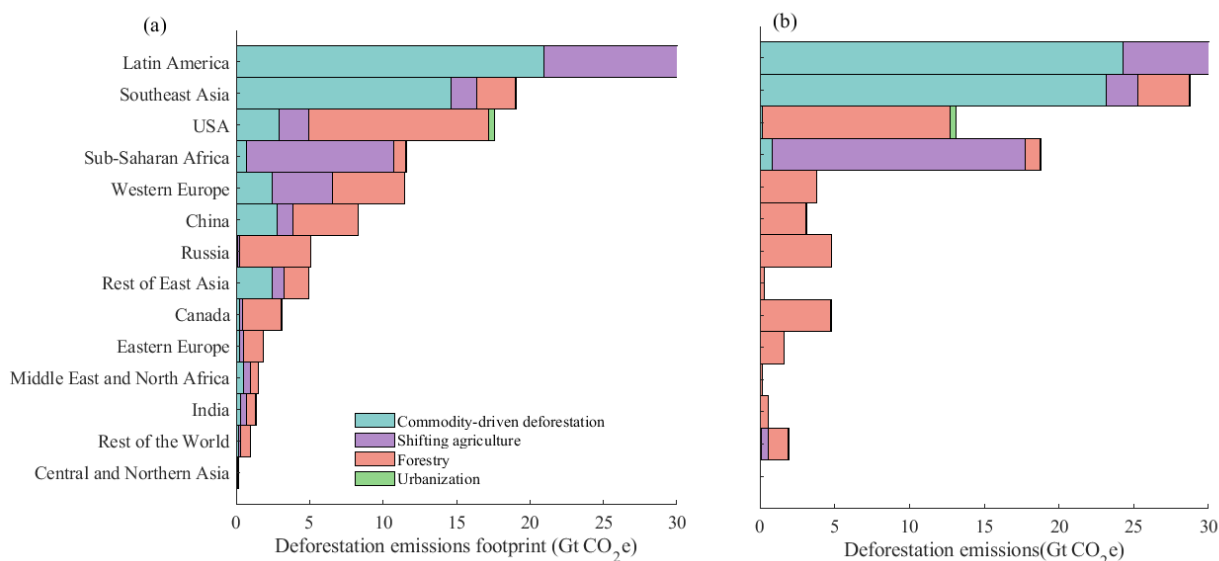 (a)
Latin America
Southeast Asia
USA
Sub-Saharan Africa
Western Europe
China
Russia
Rest of East Asia
Canada
Eastern Europe
Middle East and North Africa
India
Rest of the World
Central and Northern Asia
Commodity-driven deforestation
Shifting agriculture
Forestry
Urbanization
0 5 10 15 20 25 30
Deforestation emissions footprint (Gt CO₂e)
(b)
0 5 10 15 20 25 30
Deforestation emissions(Gt CO₂e)